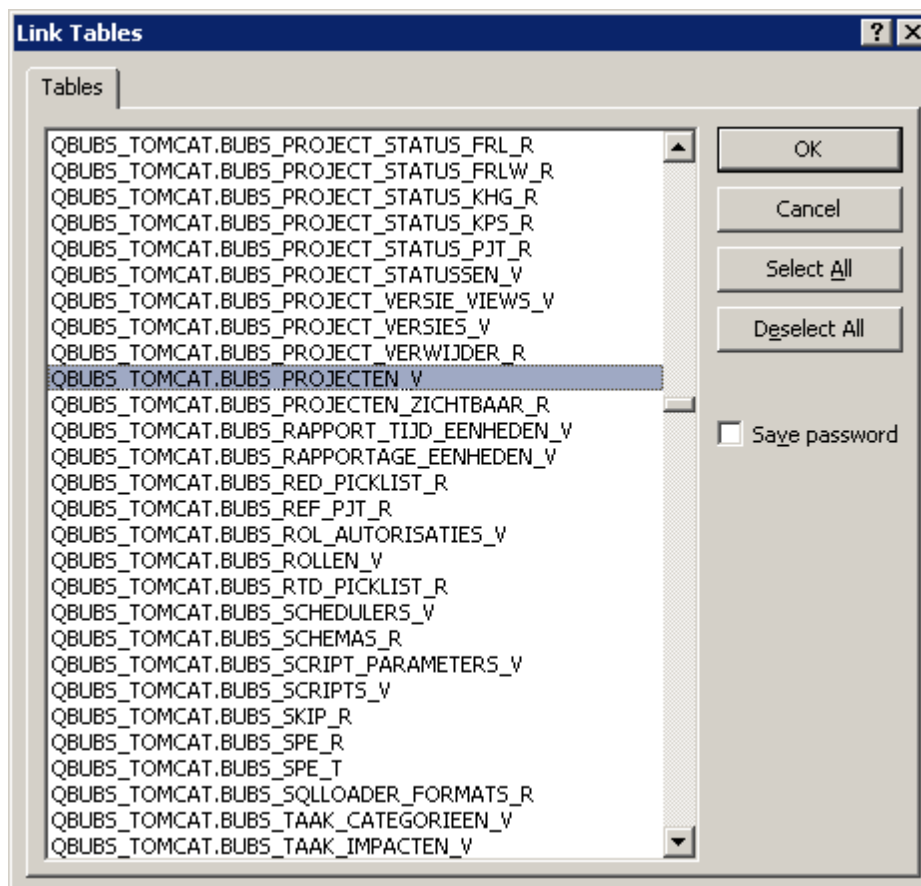 Link Tables
Tables
QBUBS_TOMCAT.BUBS_PROJECT_STATUS_FRL_R
QBUBS_TOMCAT.BUBS_PROJECT_STATUS_FRLW_R
QBUBS_TOMCAT.BUBS_PROJECT_STATUS_KHG_R
QBUBS_TOMCAT.BUBS_PROJECT_STATUS_KPS_R
QBUBS_TOMCAT.BUBS_PROJECT_STATUS_PJT_R
QBUBS_TOMCAT.BUBS_PROJECT_STATUSSEN_V
QBUBS_TOMCAT.BUBS_PROJECT_VERSIE_VIEWS_V
QBUBS_TOMCAT.BUBS_PROJECT_VERSIES_V
QBUBS_TOMCAT.BUBS_PROJECT_VERWIJDER_R
QBUBS_TOMCAT.BUBS_PROJECTEN_V
QBUBS_TOMCAT.BUBS_PROJECTEN_ZICHTBAAR_R
QBUBS_TOMCAT.BUBS_RAPPORT_TIJD_EENHEDEN_V
QBUBS_TOMCAT.BUBS_RAPPORTAGE_EENHEDEN_V
QBUBS_TOMCAT.BUBS_RED_PICKLIST_R
QBUBS_TOMCAT.BUBS_REF_PJT_R
QBUBS_TOMCAT.BUBS_ROL_AUTORISATIES_V
QBUBS_TOMCAT.BUBS_ROLLEN_V
QBUBS_TOMCAT.BUBS_RTD_PICKLIST_R
QBUBS_TOMCAT.BUBS_SCHEDULERS_V
QBUBS_TOMCAT.BUBS_SCHEMAS_R
QBUBS_TOMCAT.BUBS_SCRIPT_PARAMETERS_V
QBUBS_TOMCAT.BUBS_SCRIPTS_V
QBUBS_TOMCAT.BUBS_SKIP_R
QBUBS_TOMCAT.BUBS_SPE_R
QBUBS_TOMCAT.BUBS_SPE_T
QBUBS_TOMCAT.BUBS_SQLLOADER_FORMATS_R
QBUBS_TOMCAT.BUBS_TAAK_CATEGORIEEN_V
QBUBS_TOMCAT.BUBS_TAAK_IMPACTEN_V
OK
Cancel
Select All
Deselect All
Save password